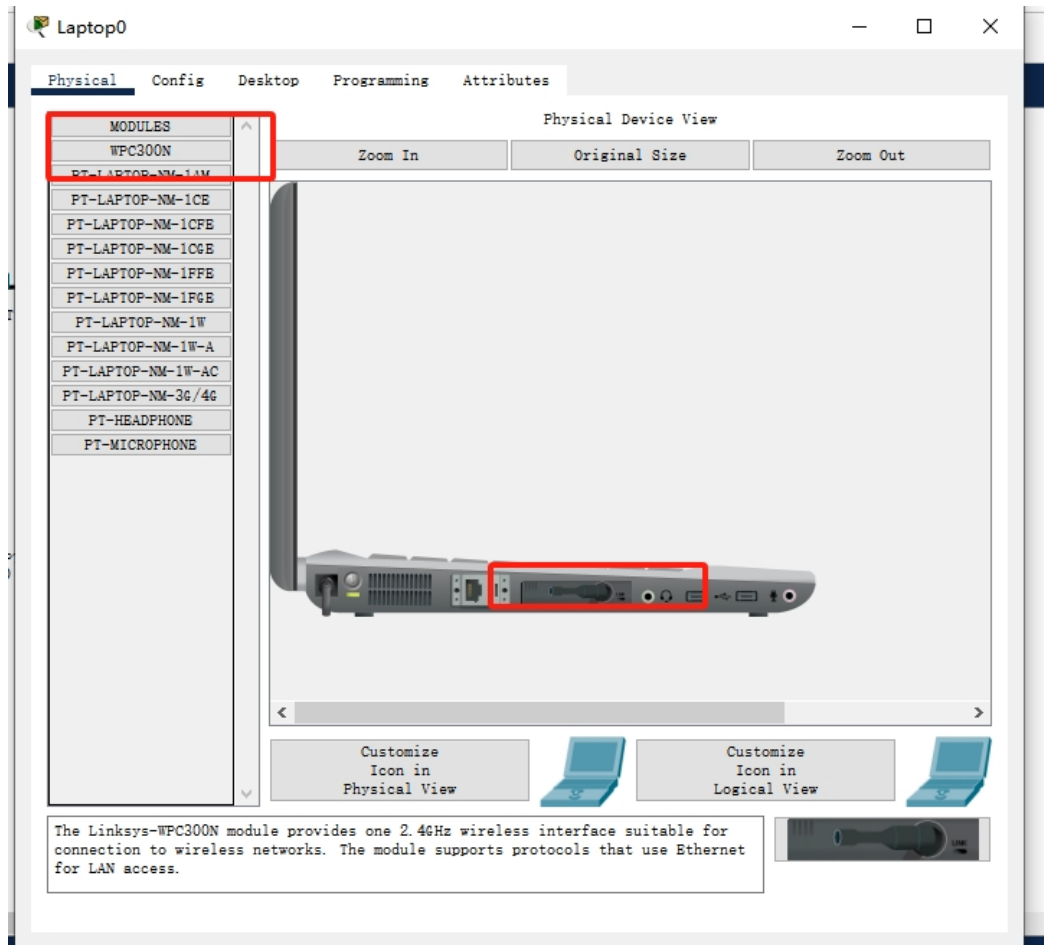 Laptop0
Physical Config Desktop Programming Attributes
MODULES
WPC300N
PT-LAPTOP-NM-1AM
PT-LAPTOP-NM-1CE
PT-LAPTOP-NM-1CFE
PT-LAPTOP-NM-1CGE
PT-LAPTOP-NM-1FFE
PT-LAPTOP-NM-1FGE
PT-LAPTOP-NM-1W
PT-LAPTOP-NM-1W-A
PT-LAPTOP-NM-1W-AC
PT-LAPTOP-NM-3G/4G
PT-HEADPHONE
PT-MICROPHONE
Physical Device View
Zoom In Original Size Zoom Out
Customize
Icon in
Physical View
Customize
Icon in
Logical View
The Linksys-WPC300N module provides one 2.4GHz wireless interface suitable for
connection to wireless networks. The module supports protocols that use Ethernet
for LAN access.
LINK